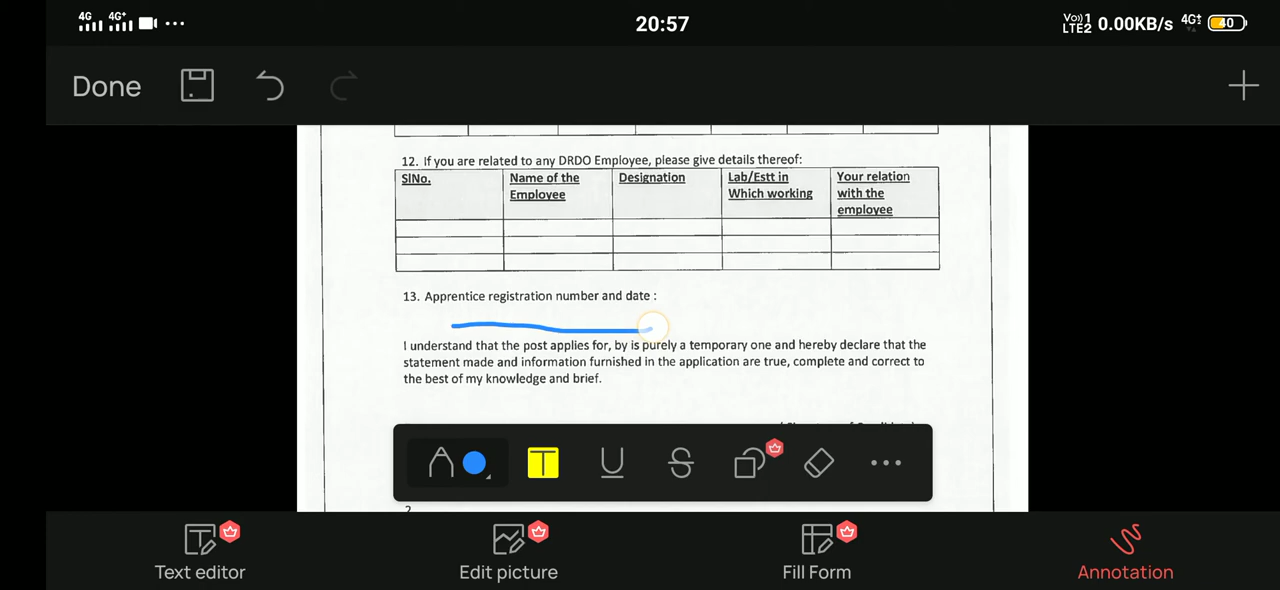 4G 4G+ 20:57 Vo)) 1 LTE2 0.00KB/s 4G± 40
Done
12. If you are related to any DRDO Employee, please give details thereof:
SlNo. Name of the Employee Designation Lab/Estt in Which working Your relation with the employee
13. Apprentice registration number and date :
I understand that the post applies for, by is purely a temporary one and hereby declare that the
statement made and information furnished in the application are true, complete and correct to
the best of my knowledge and brief.
T U S
2
Text editor Edit picture Fill Form Annotation